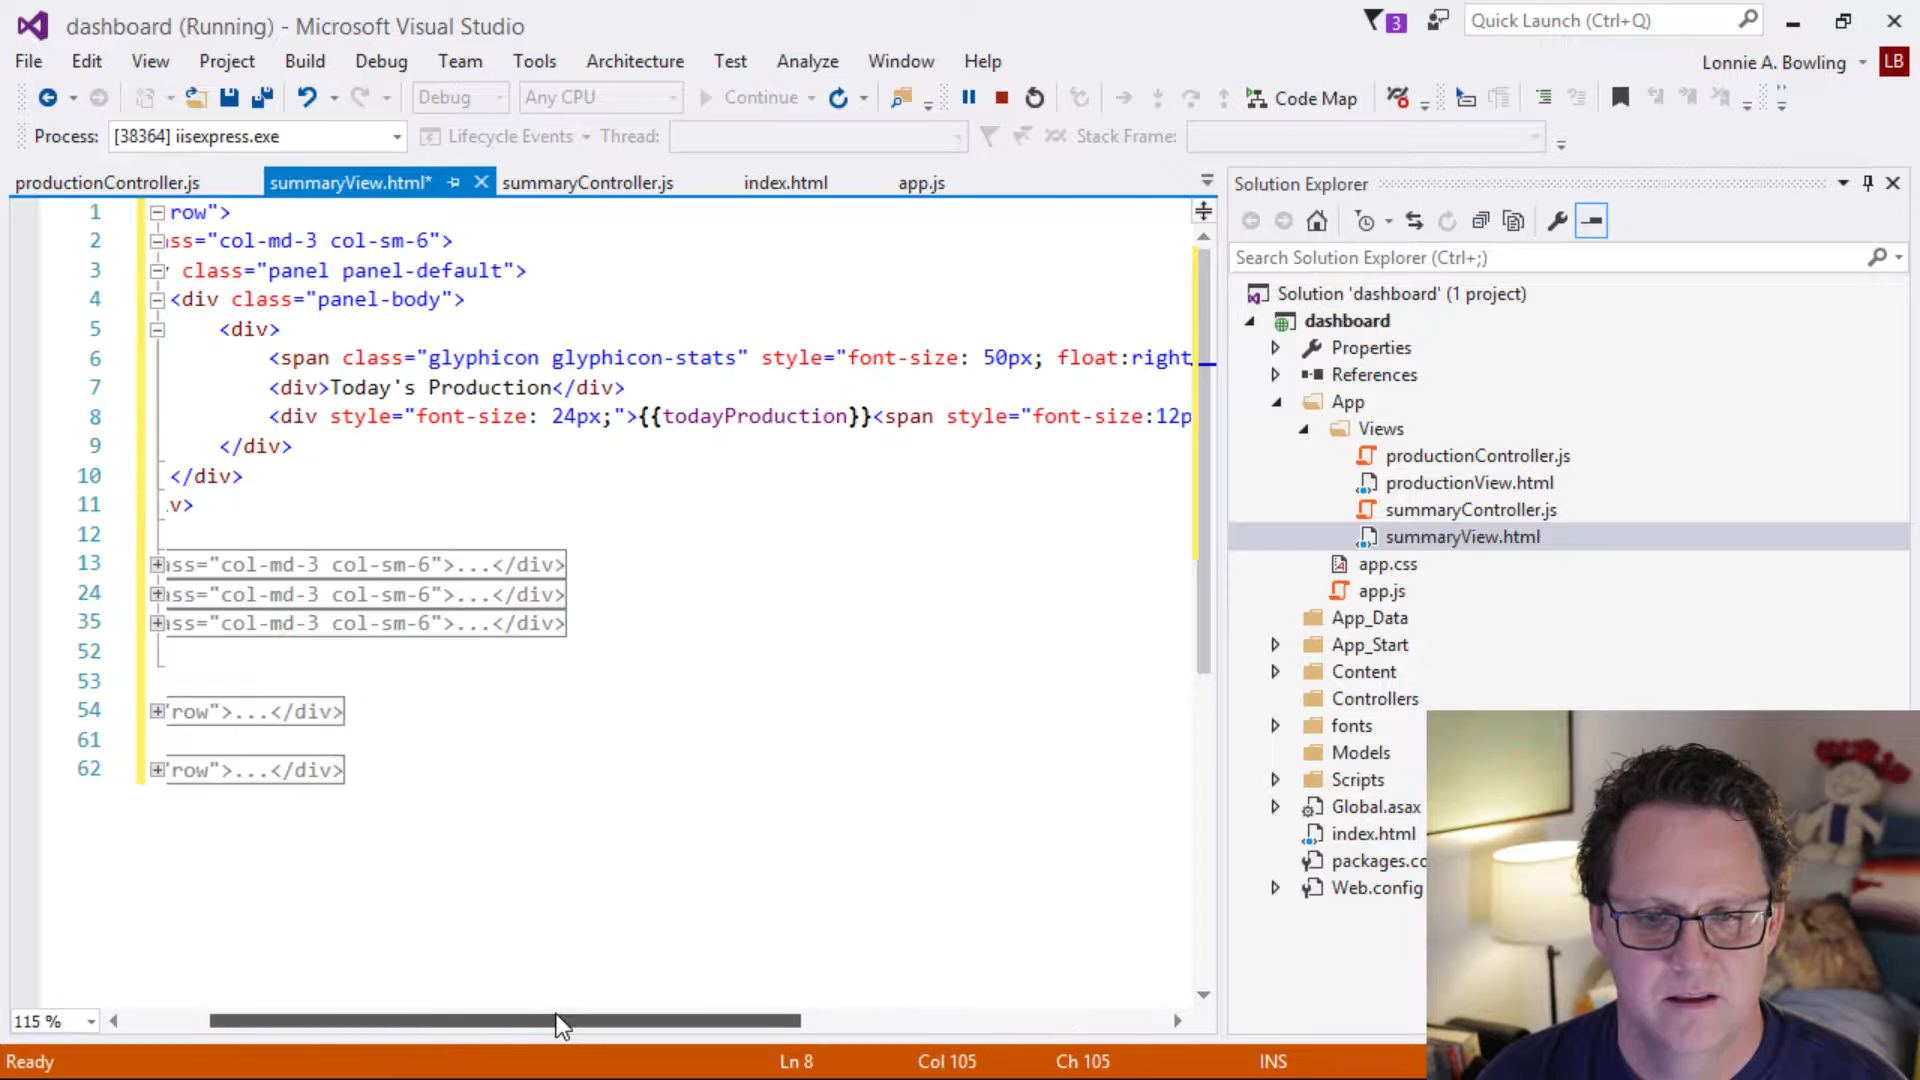 dashboard (Running) - Microsoft Visual Studio
3
Quick Launch (Ctrl+Q)
File Edit View Project Build Debug Team Tools Architecture Test Analyze Window Help
Lonnie A. Bowling LB
Debug Any CPU Continue Code Map
Process: [38364] iisexpress.exe Lifecycle Events Thread: Stack Frame:
productionController.js summaryView.html* summaryController.js index.html app.js
1 row">
2 ss="col-md-3 col-sm-6">
3 class="panel panel-default">
4 <div class="panel-body">
5 <div>
6 <span class="glyphicon glyphicon-stats" style="font-size: 50px; float:right
7 <div>Today's Production</div>
8 <div style="font-size: 24px;">{{todayProduction}}<span style="font-size:12p
9 </div>
10 </div>
11 v>
12
13 ass="col-md-3 col-sm-6">...</div>
24 ass="col-md-3 col-sm-6">...</div>
35 ass="col-md-3 col-sm-6">...</div>
52
53
54 "row">...</div>
61
62 "row">...</div>
115 %
Solution Explorer
Search Solution Explorer (Ctrl+;)
Solution 'dashboard' (1 project)
dashboard
Properties
References
App
Views
productionController.js
productionView.html
summaryController.js
summaryView.html
app.css
app.js
App_Data
App_Start
Content
Controllers
fonts
Models
Scripts
Global.asax
index.html
packages.co
Web.config
Ready Ln 8 Col 105 Ch 105 INS